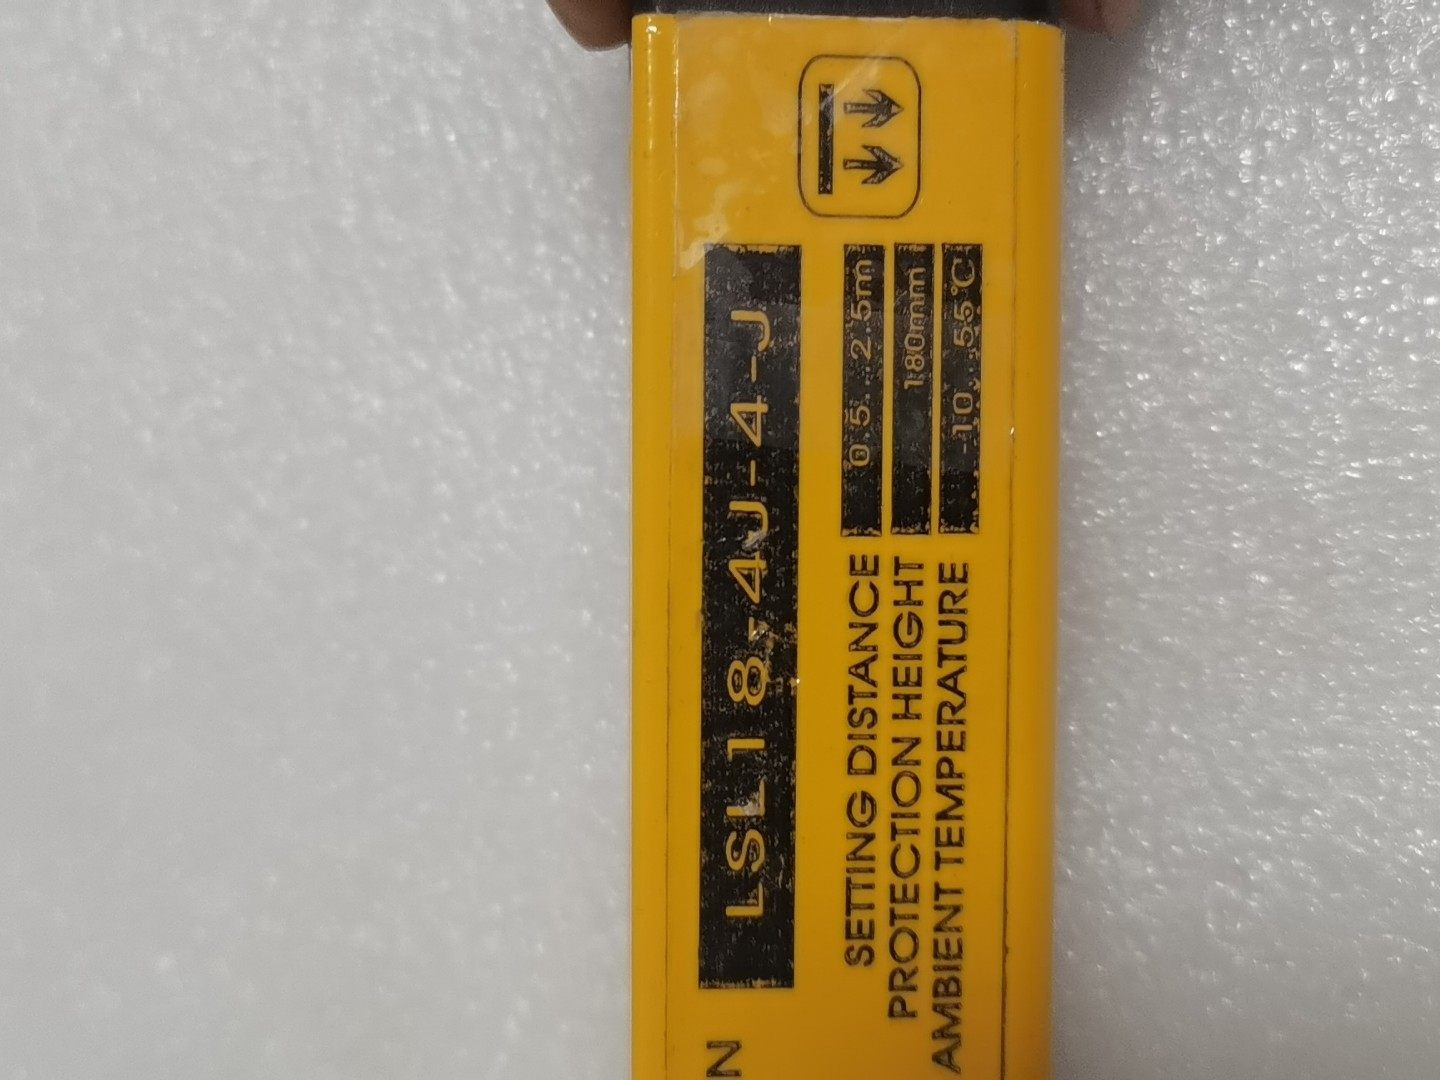 N
LSL18-4J-4-J
SETTING DISTANCE 0.5...2.5m
PROTECTION HEIGHT 180mm
AMBIENT TEMPERATURE -10...55℃